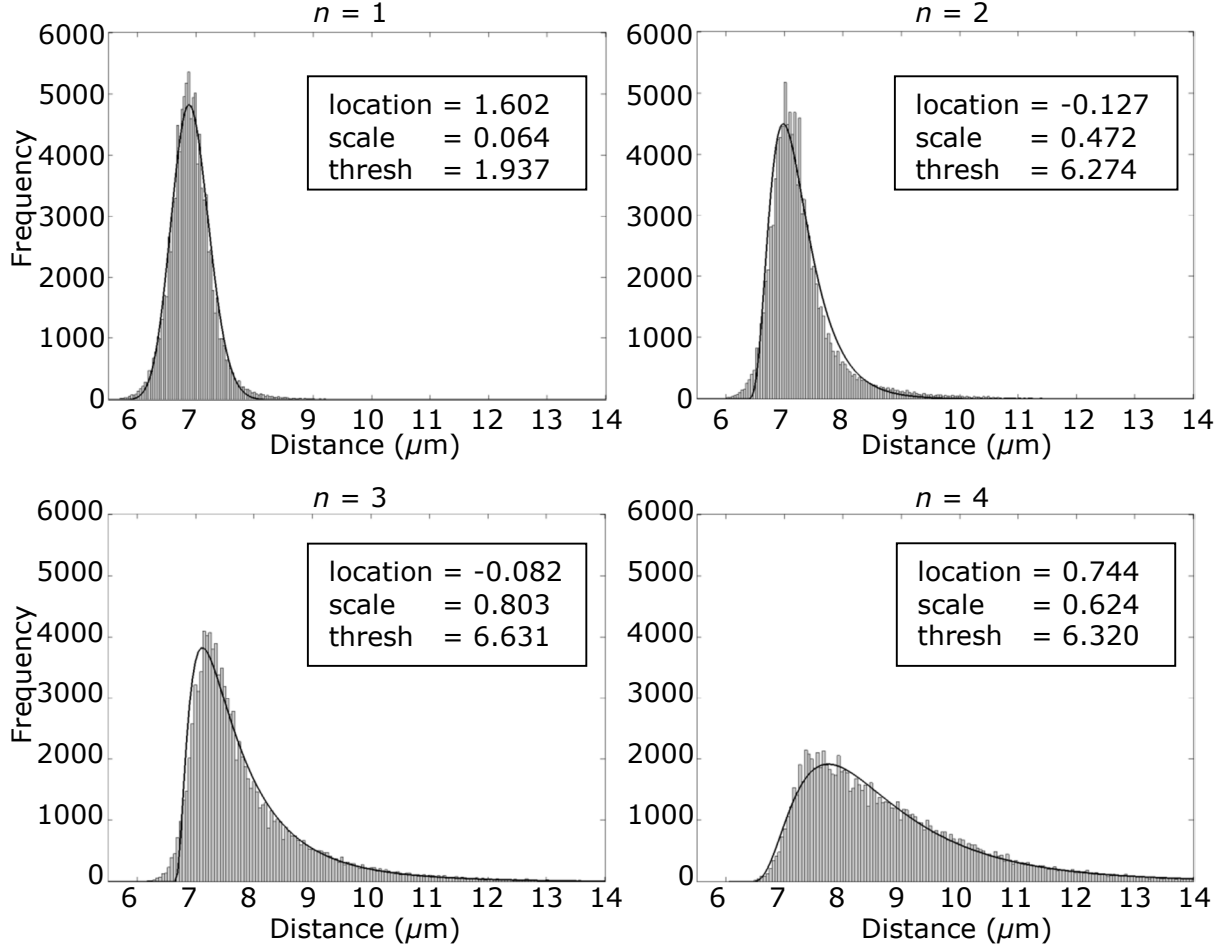 n = 1
6000
5000
4000
3000
2000
1000
0
Frequency
location = 1.602
scale = 0.064
thresh = 1.937
6 7 8 9 10 11 12 13 14
Distance (µm)
n = 2
6000
5000
4000
3000
2000
1000
0
location = -0.127
scale = 0.472
thresh = 6.274
6 7 8 9 10 11 12 13 14
Distance (µm)
n = 3
6000
5000
4000
3000
2000
1000
0
Frequency
location = -0.082
scale = 0.803
thresh = 6.631
6 7 8 9 10 11 12 13 14
Distance (µm)
n = 4
6000
5000
4000
3000
2000
1000
0
location = 0.744
scale = 0.624
thresh = 6.320
6 7 8 9 10 11 12 13 14
Distance (µm)